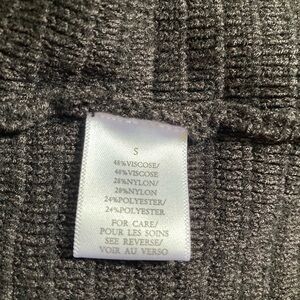 S
48%VISCOSE/
48%VISCOSE
28%NYLON/
28%NYLON
24%POLYESTER/
24%POLYESTER
FOR CARE/
POUR LES SOINS
SEE REVERSE/
VOIR AU VERSO